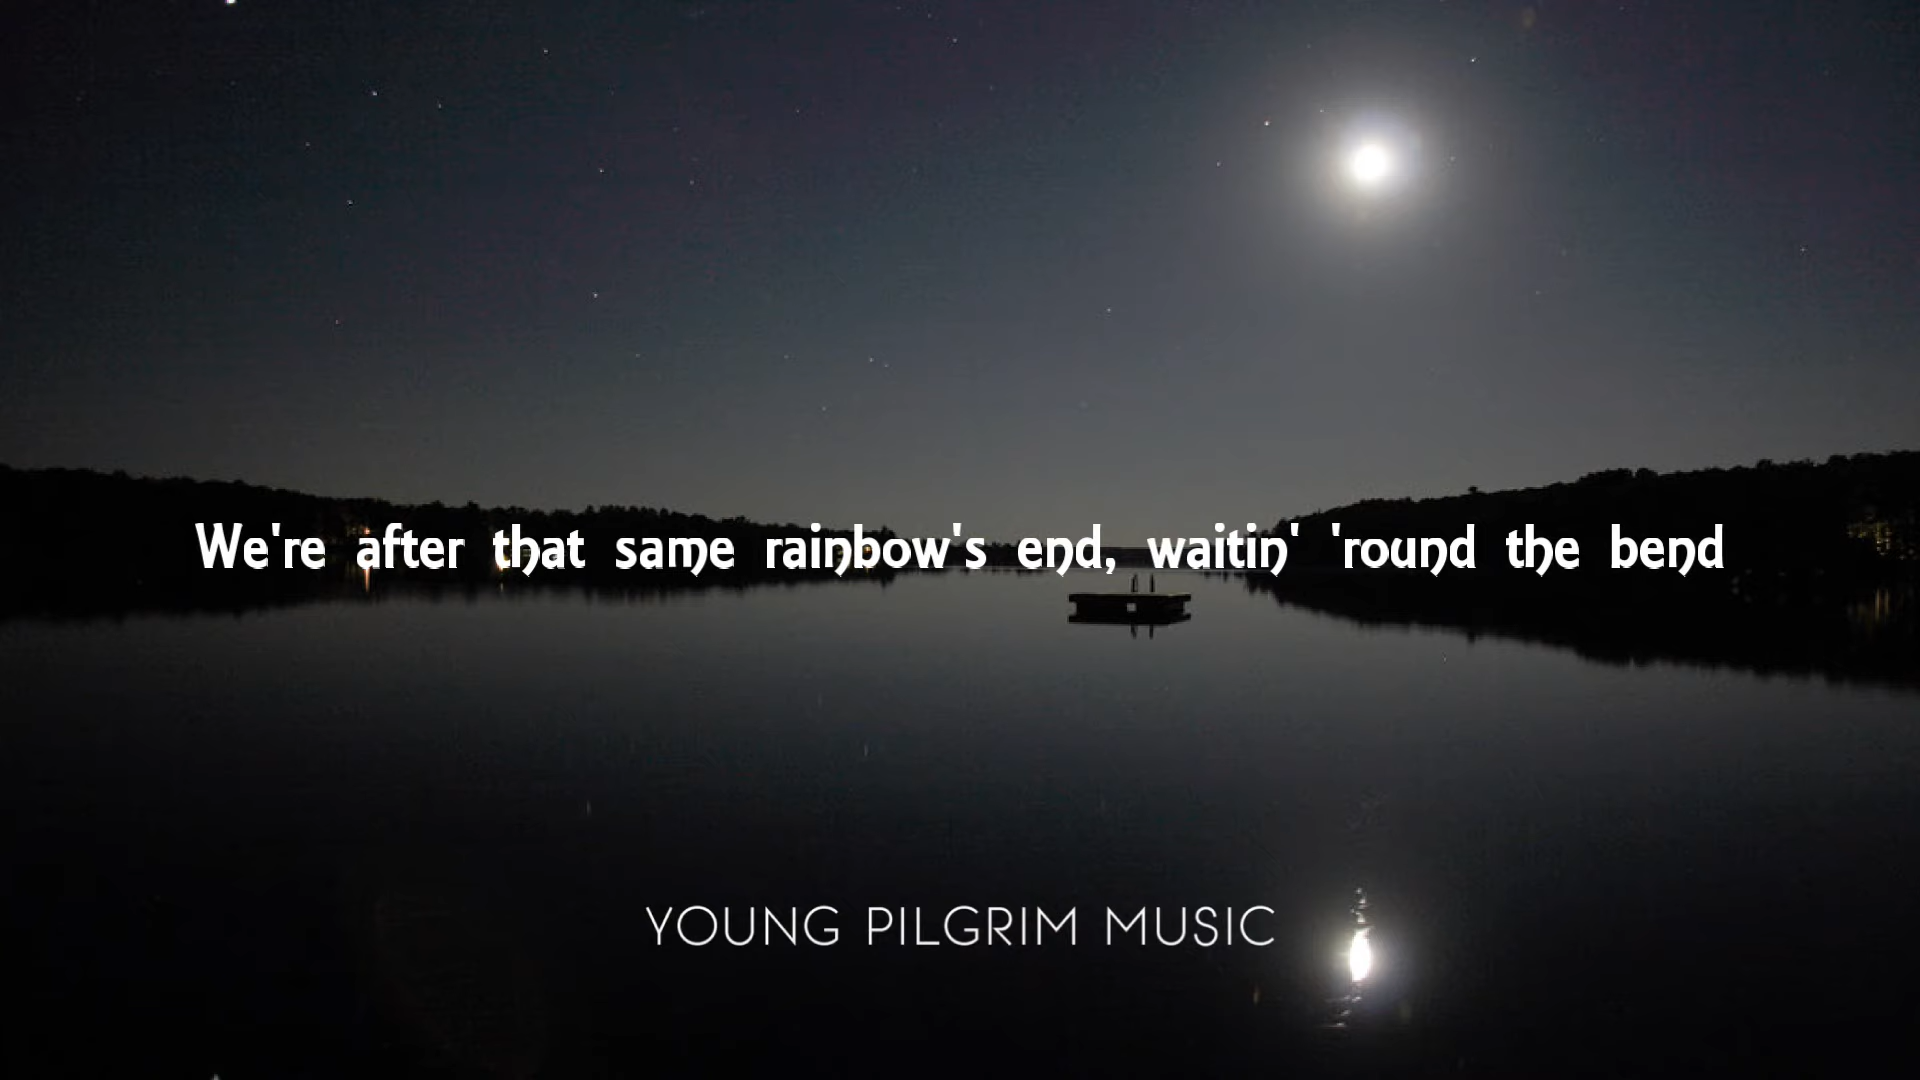 We're after that same rainbow's end, waitin' 'round the bend
YOUNG PILGRIM MUSIC